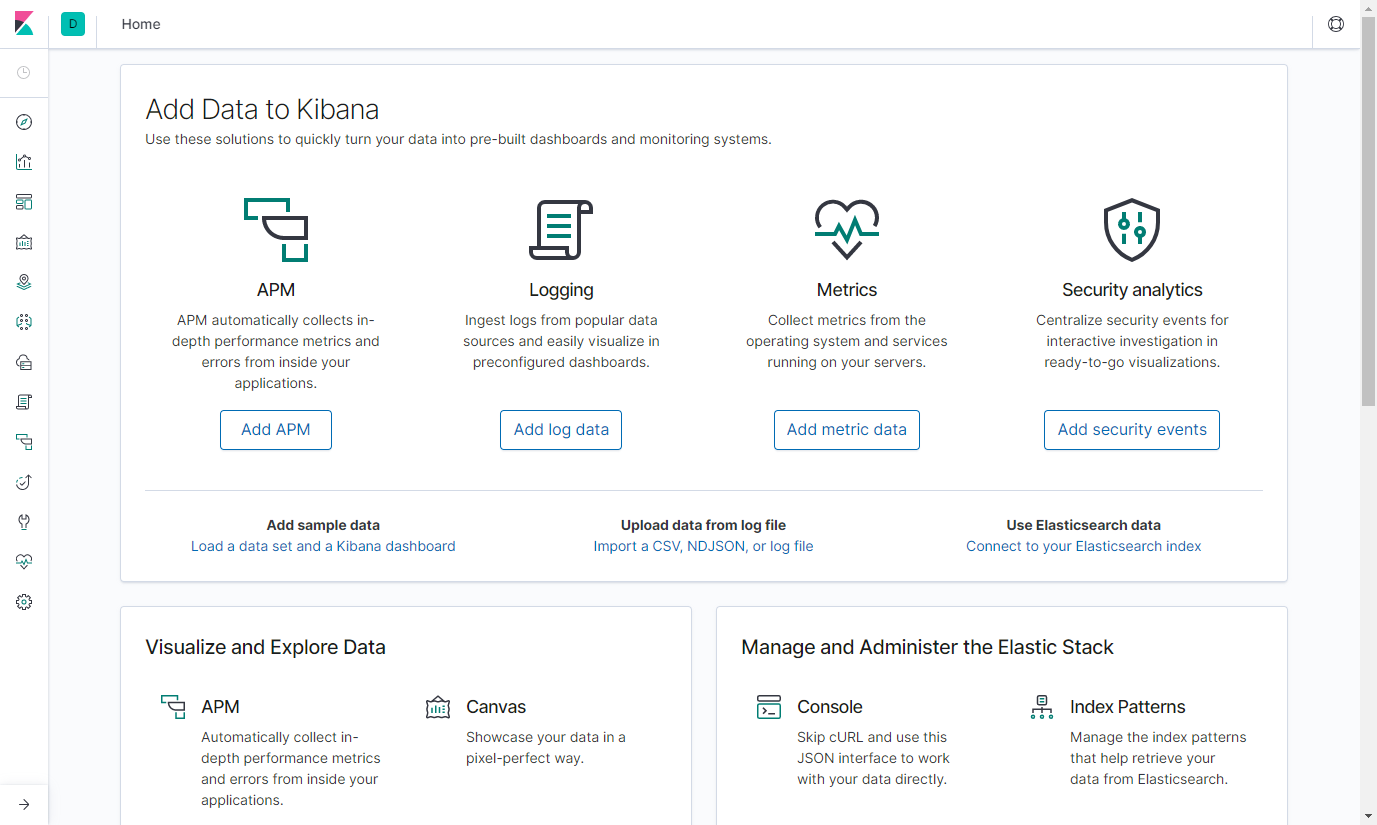 D
Home
Add Data to Kibana
Use these solutions to quickly turn your data into pre-built dashboards and monitoring systems.
APM
APM automatically collects in-
depth performance metrics and
errors from inside your
applications.
Add APM
Logging
Ingest logs from popular data
sources and easily visualize in
preconfigured dashboards.
Add log data
Metrics
Collect metrics from the
operating system and services
running on your servers.
Add metric data
Security analytics
Centralize security events for
interactive investigation in
ready-to-go visualizations.
Add security events
Add sample data
Load a data set and a Kibana dashboard
Upload data from log file
Import a CSV, NDJSON, or log file
Use Elasticsearch data
Connect to your Elasticsearch index
Visualize and Explore Data
APM
Automatically collect in-
depth performance metrics
and errors from inside your
applications.
Canvas
Showcase your data in a
pixel-perfect way.
Manage and Administer the Elastic Stack
Console
Skip cURL and use this
JSON interface to work
with your data directly.
Index Patterns
Manage the index patterns
that help retrieve your
data from Elasticsearch.